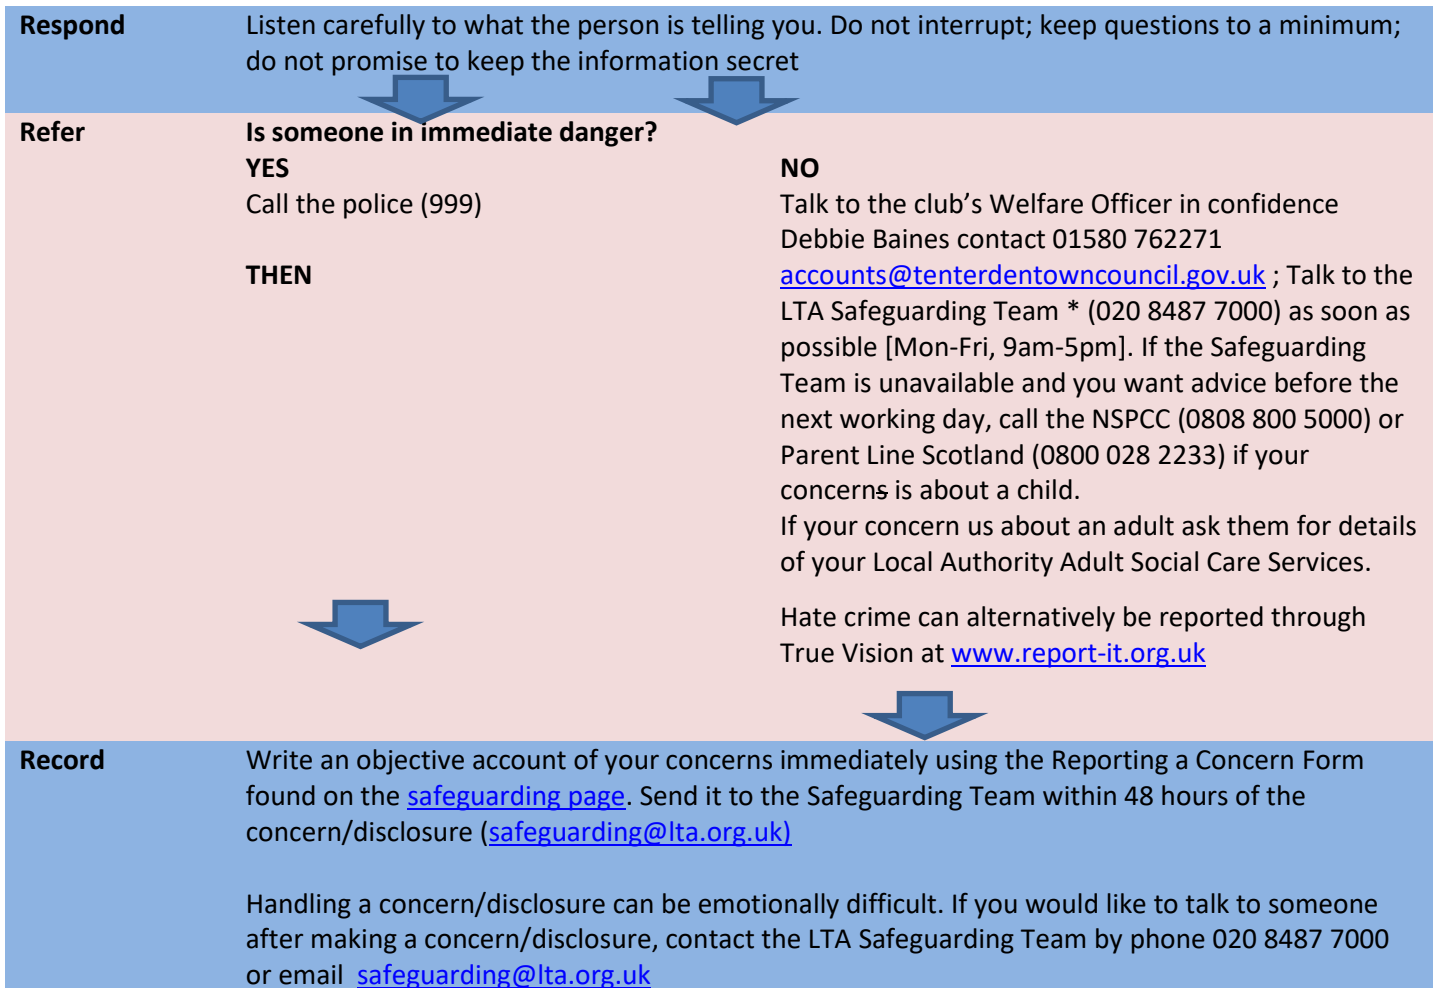 Respond
Listen carefully to what the person is telling you. Do not interrupt; keep questions to a minimum;
do not promise to keep the information secret
Refer
Is someone in immediate danger?
YES
Call the police (999)
THEN
NO
Talk to the club’s Welfare Officer in confidence
Debbie Baines contact 01580 762271
accounts@tenterdentowncouncil.gov.uk ; Talk to the
LTA Safeguarding Team * (020 8487 7000) as soon as
possible [Mon-Fri, 9am-5pm]. If the Safeguarding
Team is unavailable and you want advice before the
next working day, call the NSPCC (0808 800 5000) or
Parent Line Scotland (0800 028 2233) if your
concerns is about a child.
If your concern us about an adult ask them for details
of your Local Authority Adult Social Care Services.
Hate crime can alternatively be reported through
True Vision at www.report-it.org.uk
Record
Write an objective account of your concerns immediately using the Reporting a Concern Form
found on the safeguarding page. Send it to the Safeguarding Team within 48 hours of the
concern/disclosure (safeguarding@lta.org.uk)
Handling a concern/disclosure can be emotionally difficult. If you would like to talk to someone
after making a concern/disclosure, contact the LTA Safeguarding Team by phone 020 8487 7000
or email safeguarding@lta.org.uk